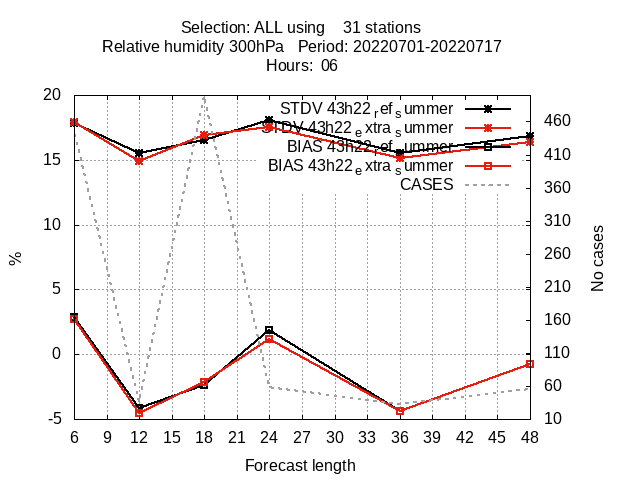 Selection: ALL using 31 stations
Relative humidity 300hPa Period: 20220701-20220717
Hours: 06
STDV 43h22_ref_summer
STDV 43h22_extra_summer
BIAS 43h22_ref_summer
BIAS 43h22_extra_summer
CASES
20
15
10
5
0
-5
%
460
410
360
310
260
210
160
110
60
10
No cases
6 9 12 15 18 21 24 27 30 33 36 39 42 45 48
Forecast length